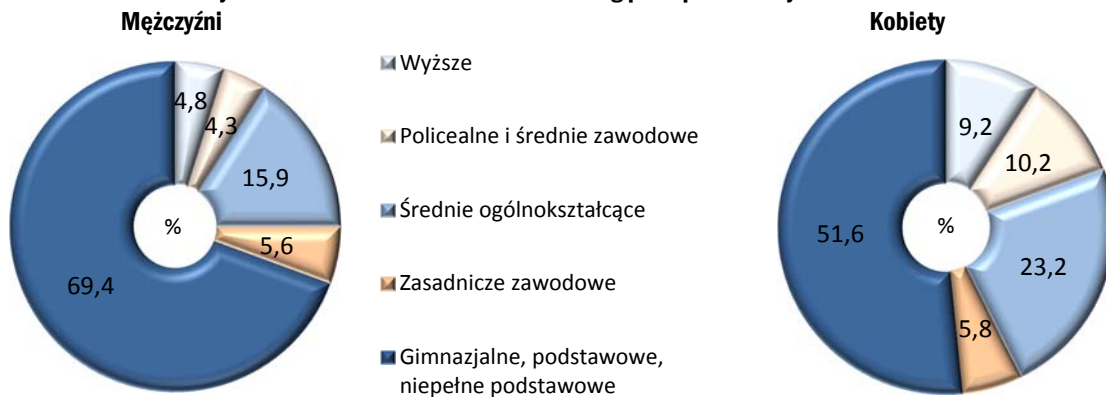 Mężczyźni
Kobiety
4,8
4,3
15,9
5,6
69,4
%
Wyższe
Policealne i średnie zawodowe
Średnie ogólnokształcące
Zasadnicze zawodowe
Gimnazjalne, podstawowe,
niepełne podstawowe
9,2
10,2
23,2
5,8
51,6
%